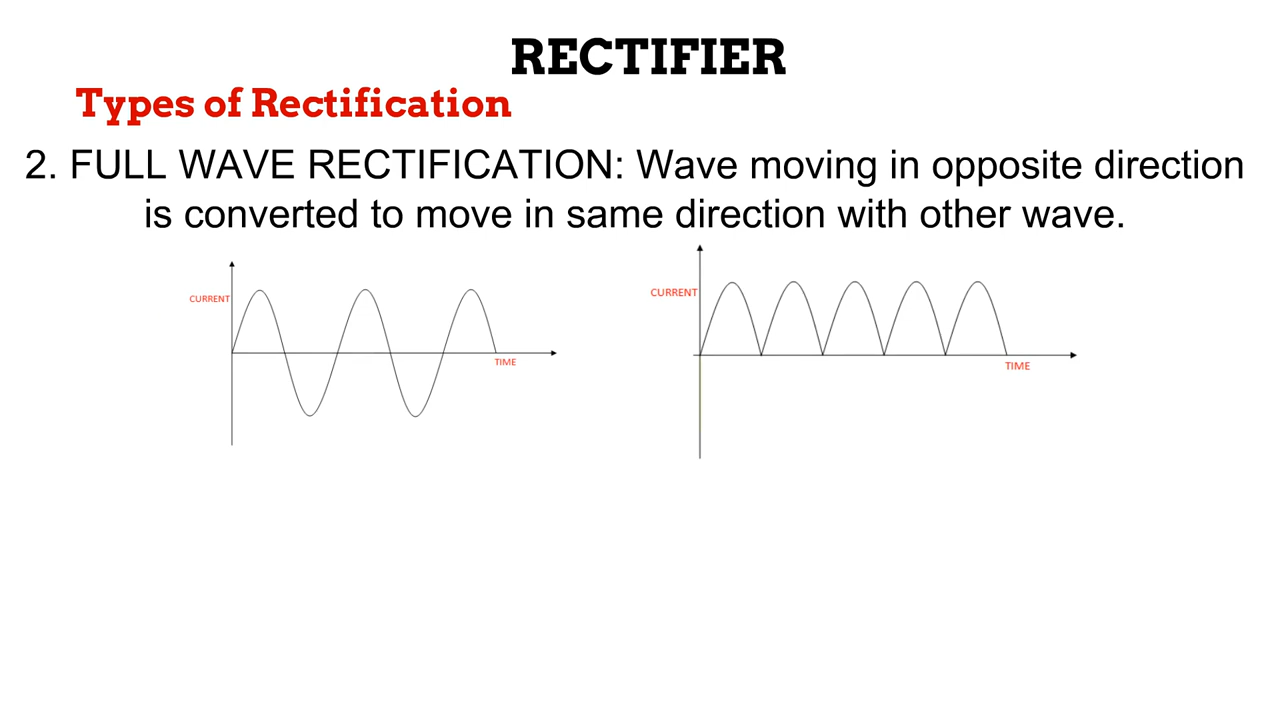 RECTIFIER
Types of Rectification
2. FULL WAVE RECTIFICATION: Wave moving in opposite direction
is converted to move in same direction with other wave.
CURRENT
TIME
CURRENT
TIME